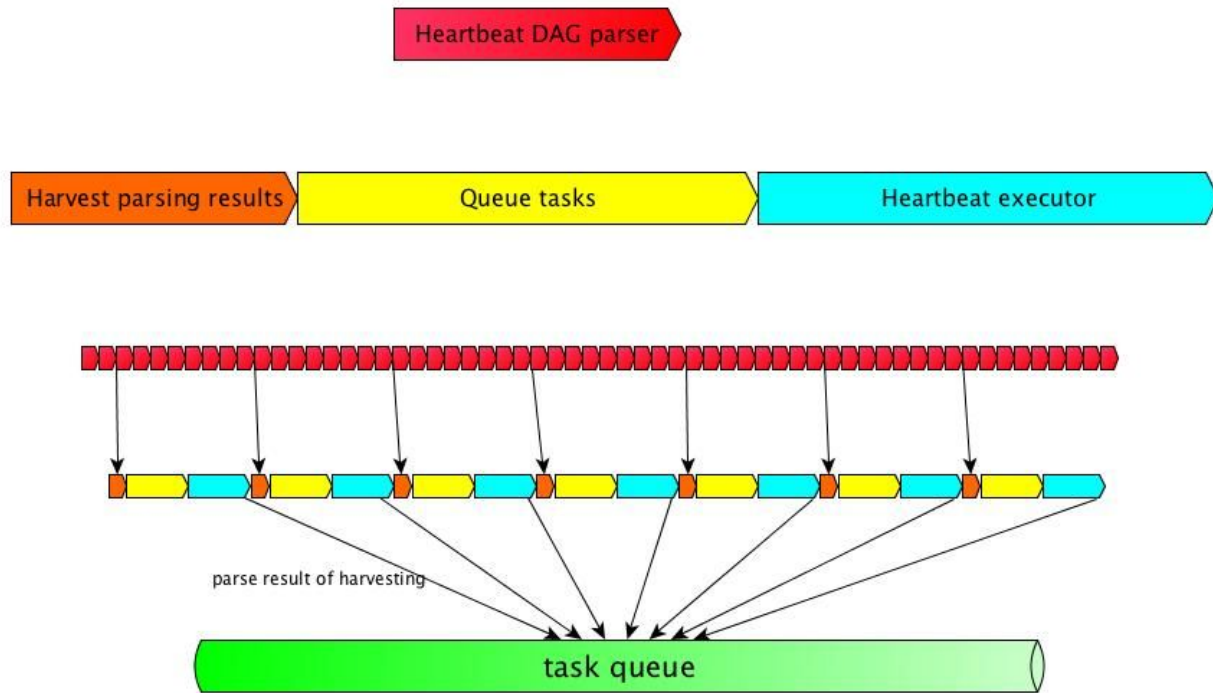 Heartbeat DAG parser
Harvest parsing results
Queue tasks
Heartbeat executor
parse result of harvesting
task queue